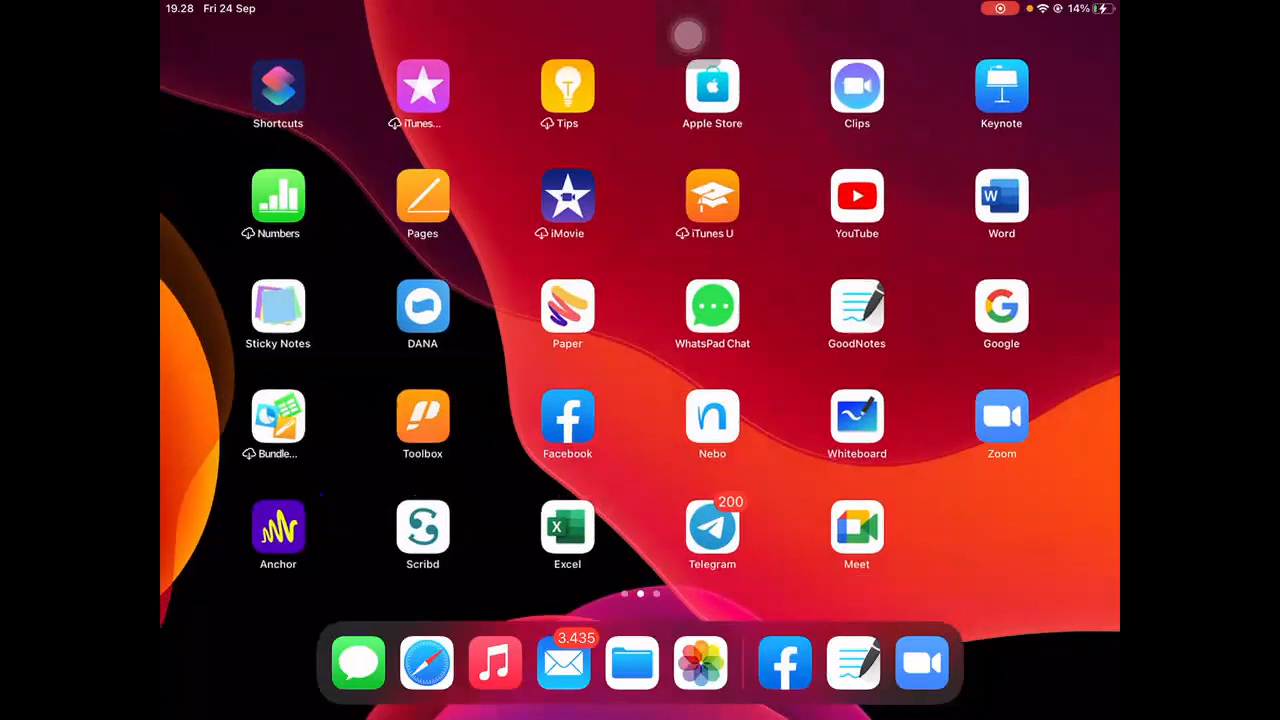 19.28 Fri 24 Sep 14%
Shortcuts iTunes... Tips Apple Store Clips Keynote
Numbers Pages iMovie iTunes U YouTube Word
Sticky Notes DANA Paper WhatsPad Chat GoodNotes Google
Bundle... Toolbox Facebook Nebo Whiteboard Zoom
200
Anchor Scribd Excel Telegram Meet
3.435